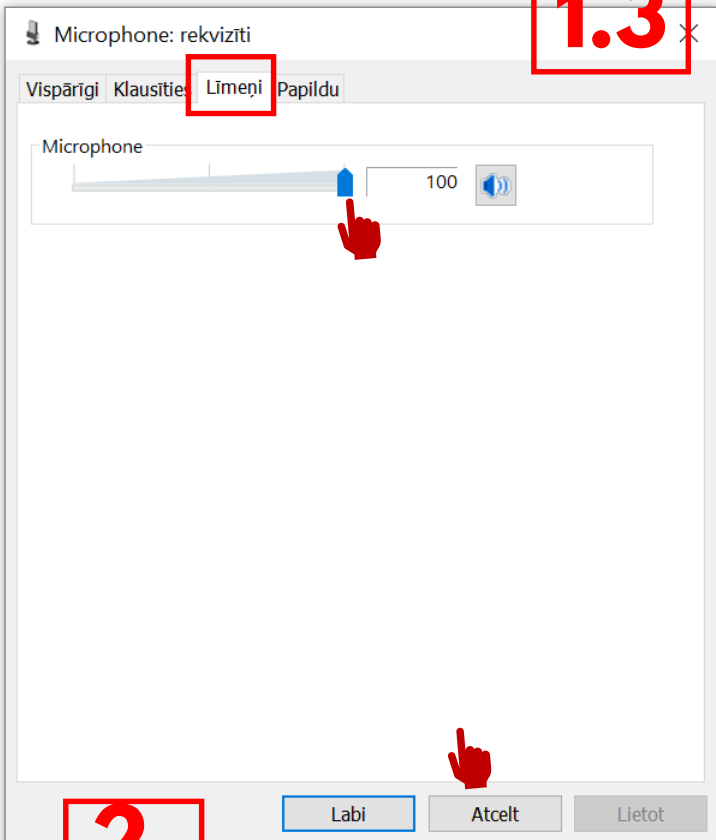 1.3
Microphone: rekvizīti
Vispārīgi Klausīties Līmeņi Papildu
Microphone
100
Labi Atcelt Lietot
2